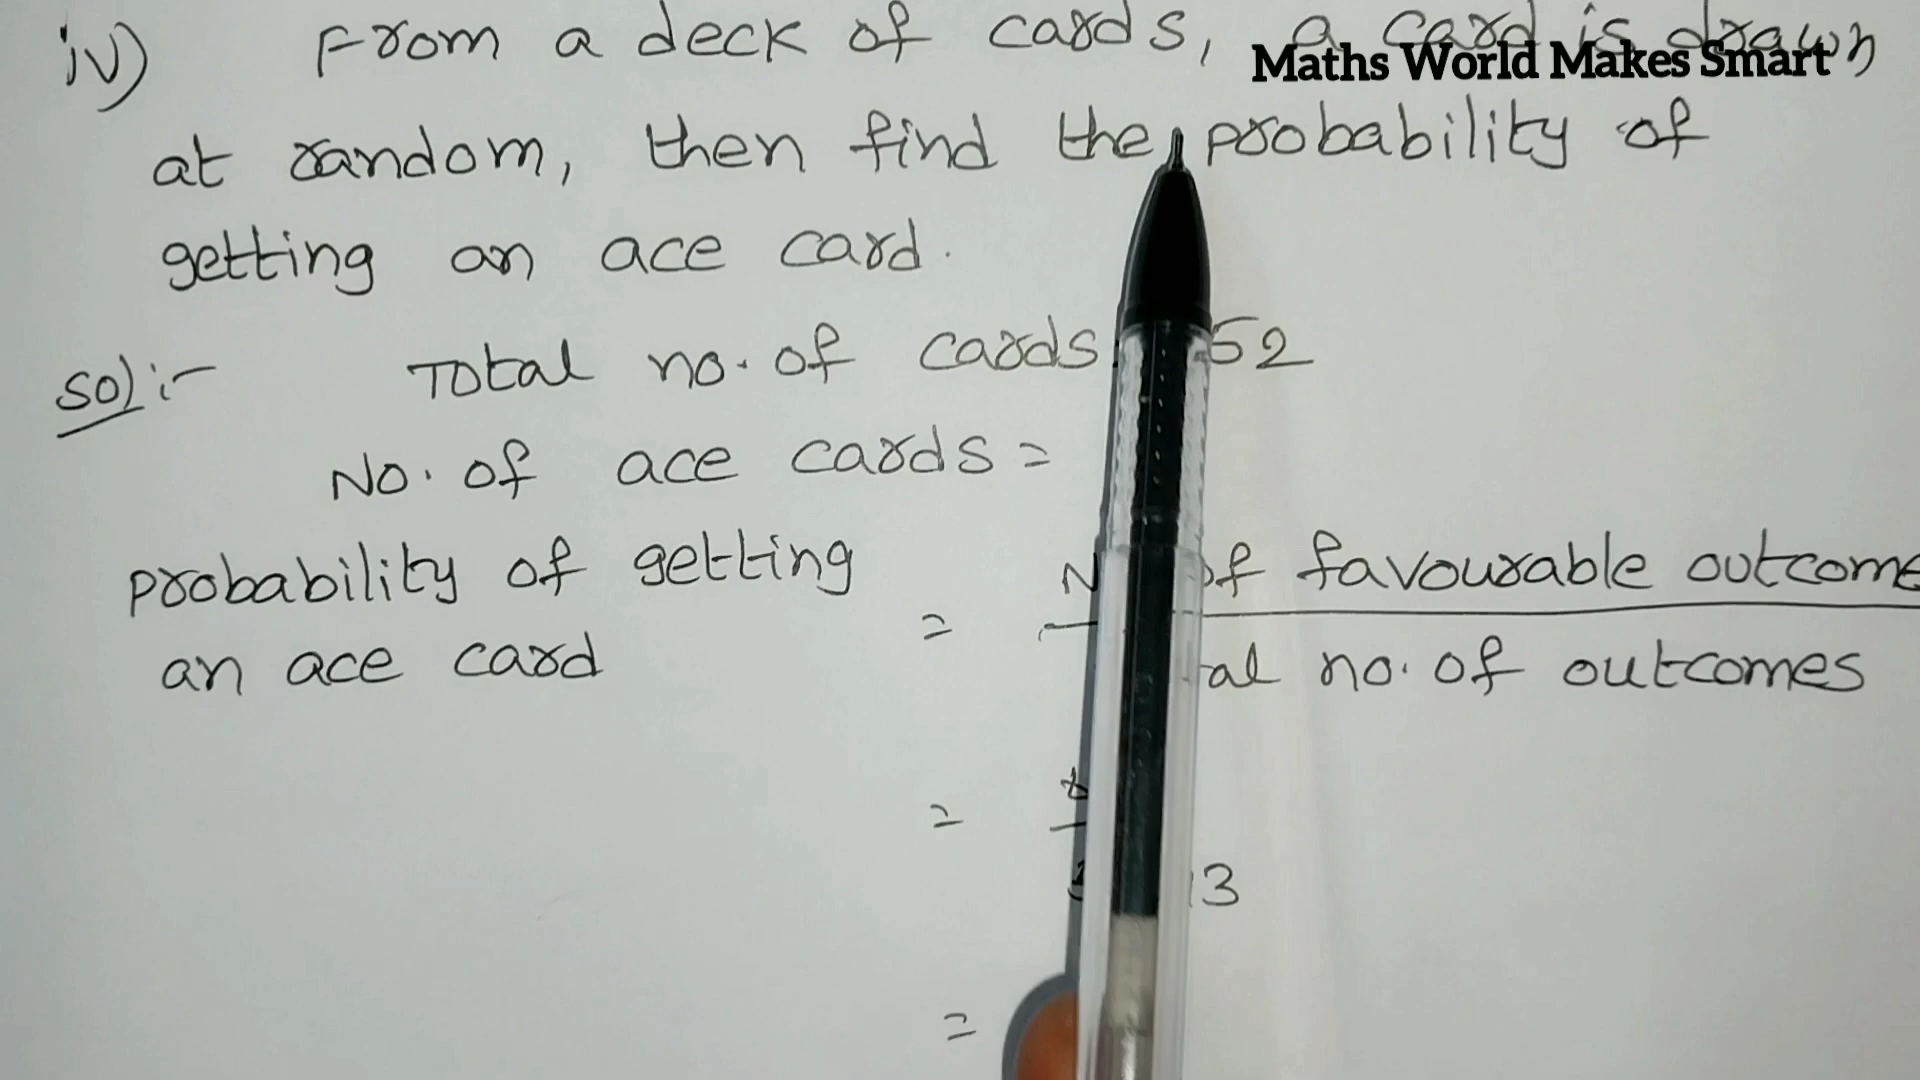 iv) From a deck of cards, a card is drawn
Maths World Makes Smart
at random, then find the probability of
getting an ace card.
Sol:- Total no. of cards 52
No. of ace cards =
probability of getting
an ace card
= of favourable outcome
no. of outcomes
=
13
=